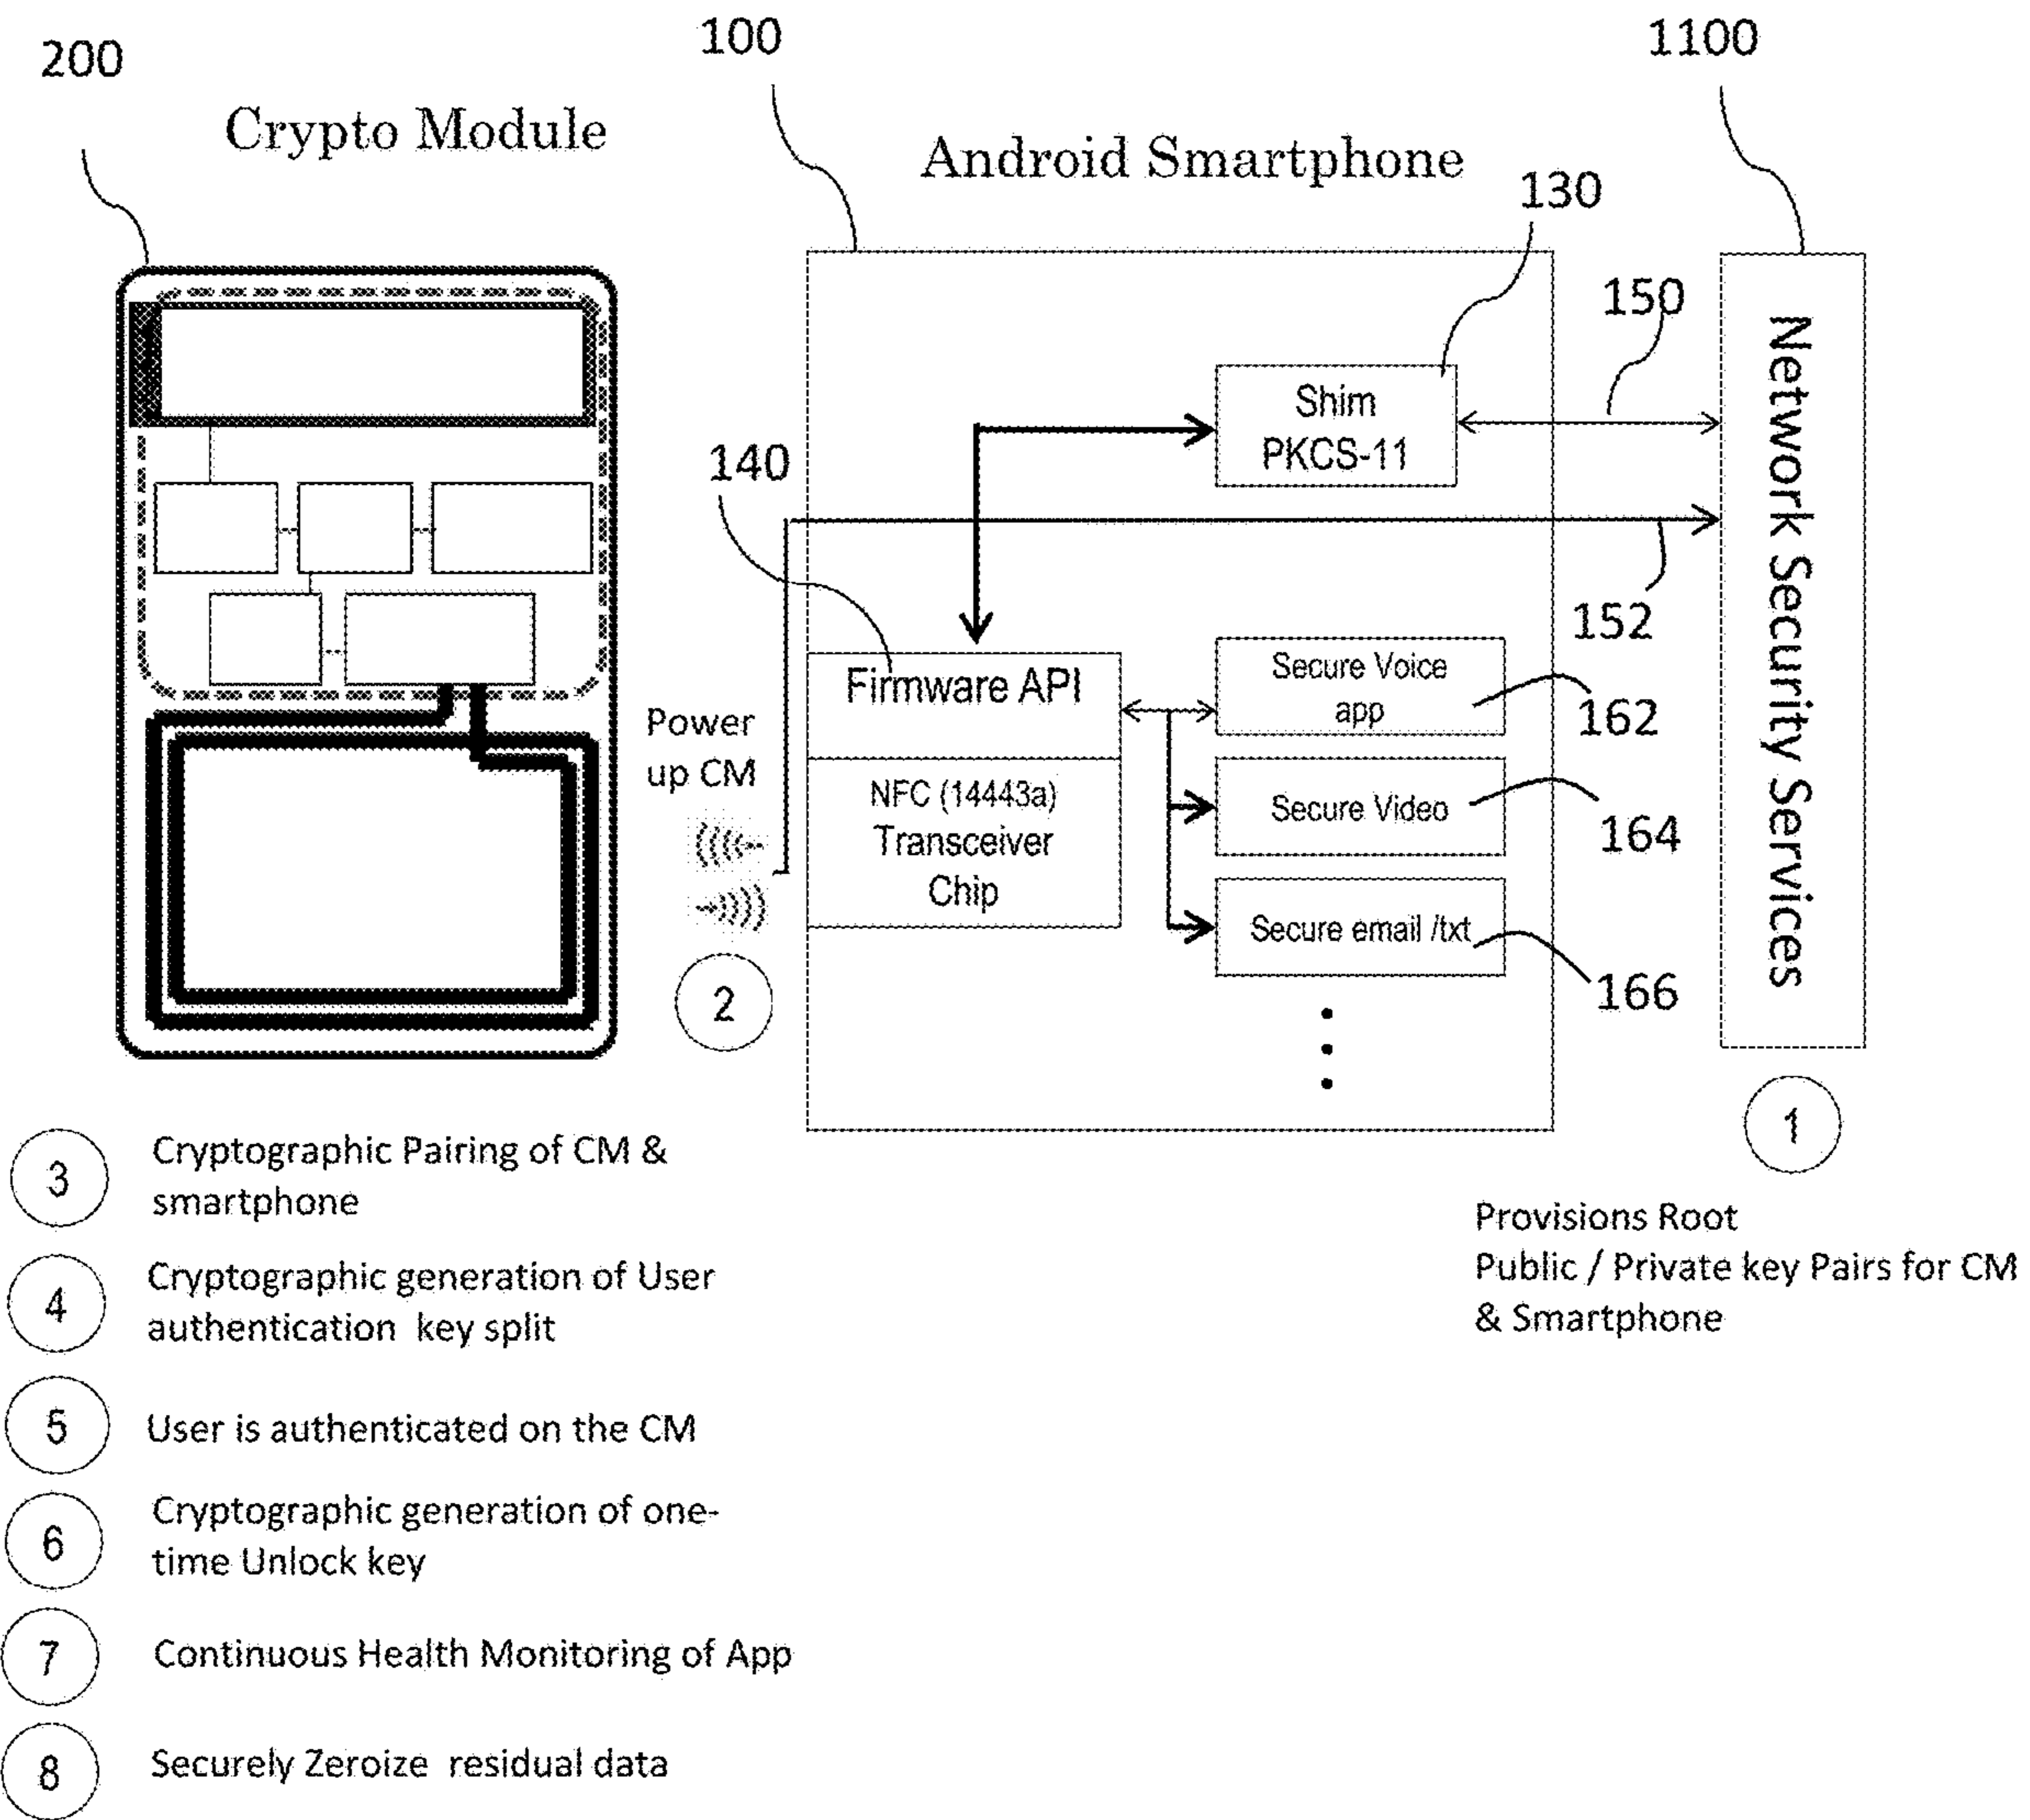 200
100
1100
Crypto Module
Android Smartphone
130
150
Shim
PKCS-11
140
152
Network Security Services
Firmware API
Secure Voice
app
162
Power
up CM
NFC (14443a)
Transceiver
Chip
Secure Video
164
Secure email /txt
166
2
1
3
Cryptographic Pairing of CM &
smartphone
Provisions Root
Public / Private key Pairs for CM
& Smartphone
4
Cryptographic generation of User
authentication key split
5
User is authenticated on the CM
6
Cryptographic generation of one-
time Unlock key
7
Continuous Health Monitoring of App
8
Securely Zeroize residual data